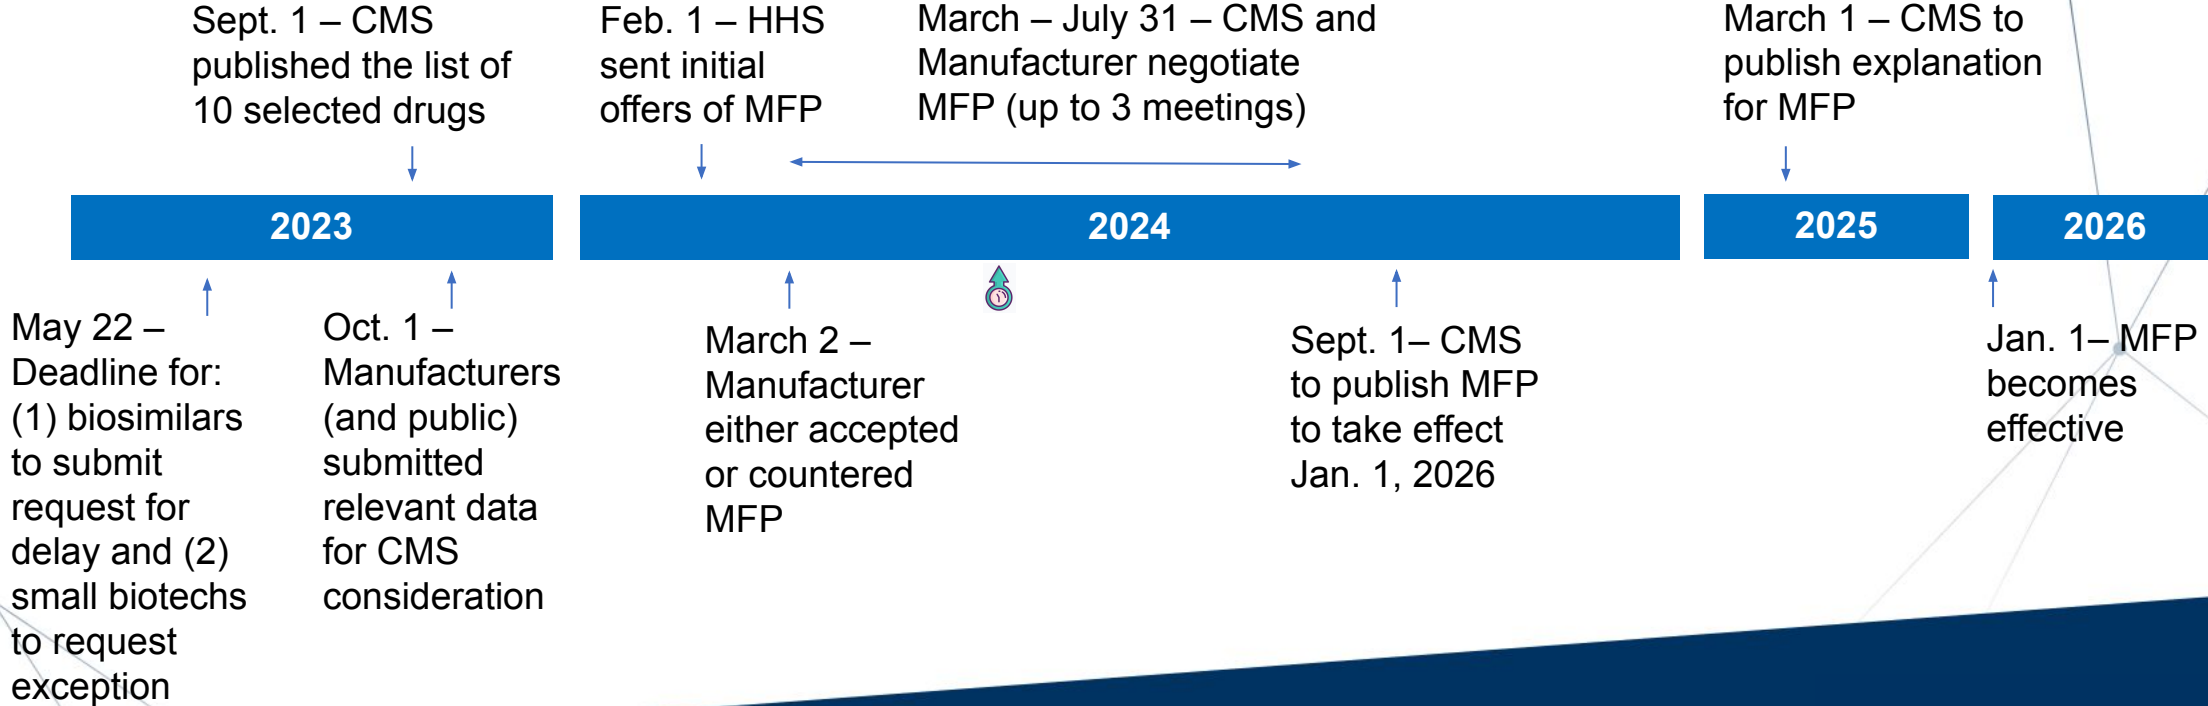 Sept. 1 – CMS
published the list of
10 selected drugs
Feb. 1 – HHS
sent initial
offers of MFP
March – July 31 – CMS and
Manufacturer negotiate
MFP (up to 3 meetings)
March 1 – CMS to
publish explanation
for MFP
2023
2024
2025
2026
May 22 –
Deadline for:
(1) biosimilars
to submit
request for
delay and (2)
small biotechs
to request
exception
Oct. 1 –
Manufacturers
(and public)
submitted
relevant data
for CMS
consideration
March 2 –
Manufacturer
either accepted
or countered
MFP
Sept. 1– CMS
to publish MFP
to take effect
Jan. 1, 2026
Jan. 1– MFP
becomes
effective